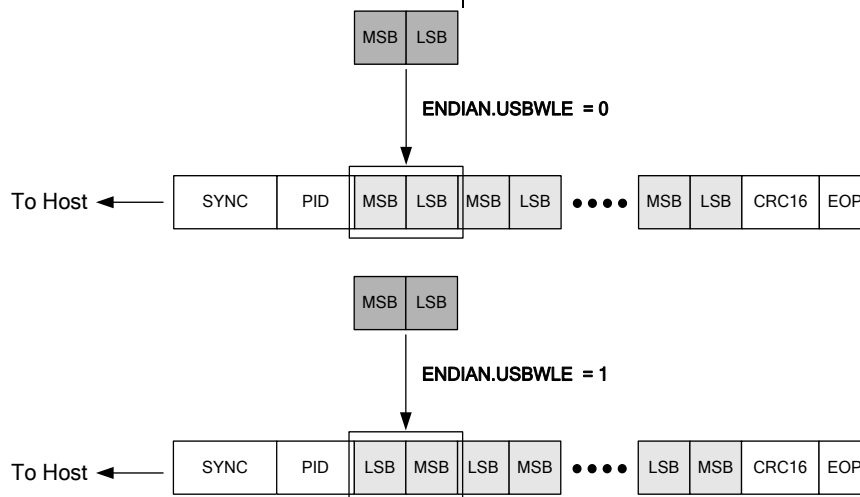 MSB LSB
ENDIAN.USBWLE = 0
To Host SYNC PID MSB LSB MSB LSB MSB LSB CRC16 EOP
MSB LSB
ENDIAN.USBWLE = 1
To Host SYNC PID LSB MSB LSB MSB LSB MSB CRC16 EOP